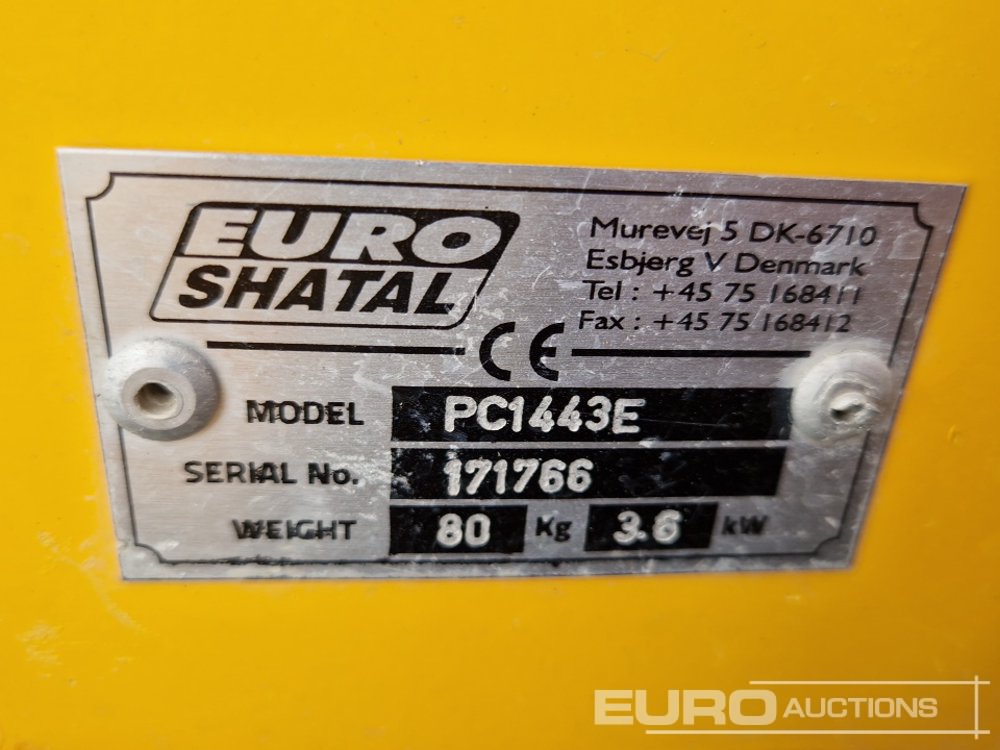 EURO
SHATAL
Murevej 5 DK-6710
Esbjerg V Denmark
Tel : +45 75 168411
Fax : +45 75 168412
CE
MODEL PC1443E
SERIAL No. 171766
WEIGHT 80 Kg 3.6 kW
EURO AUCTIONS